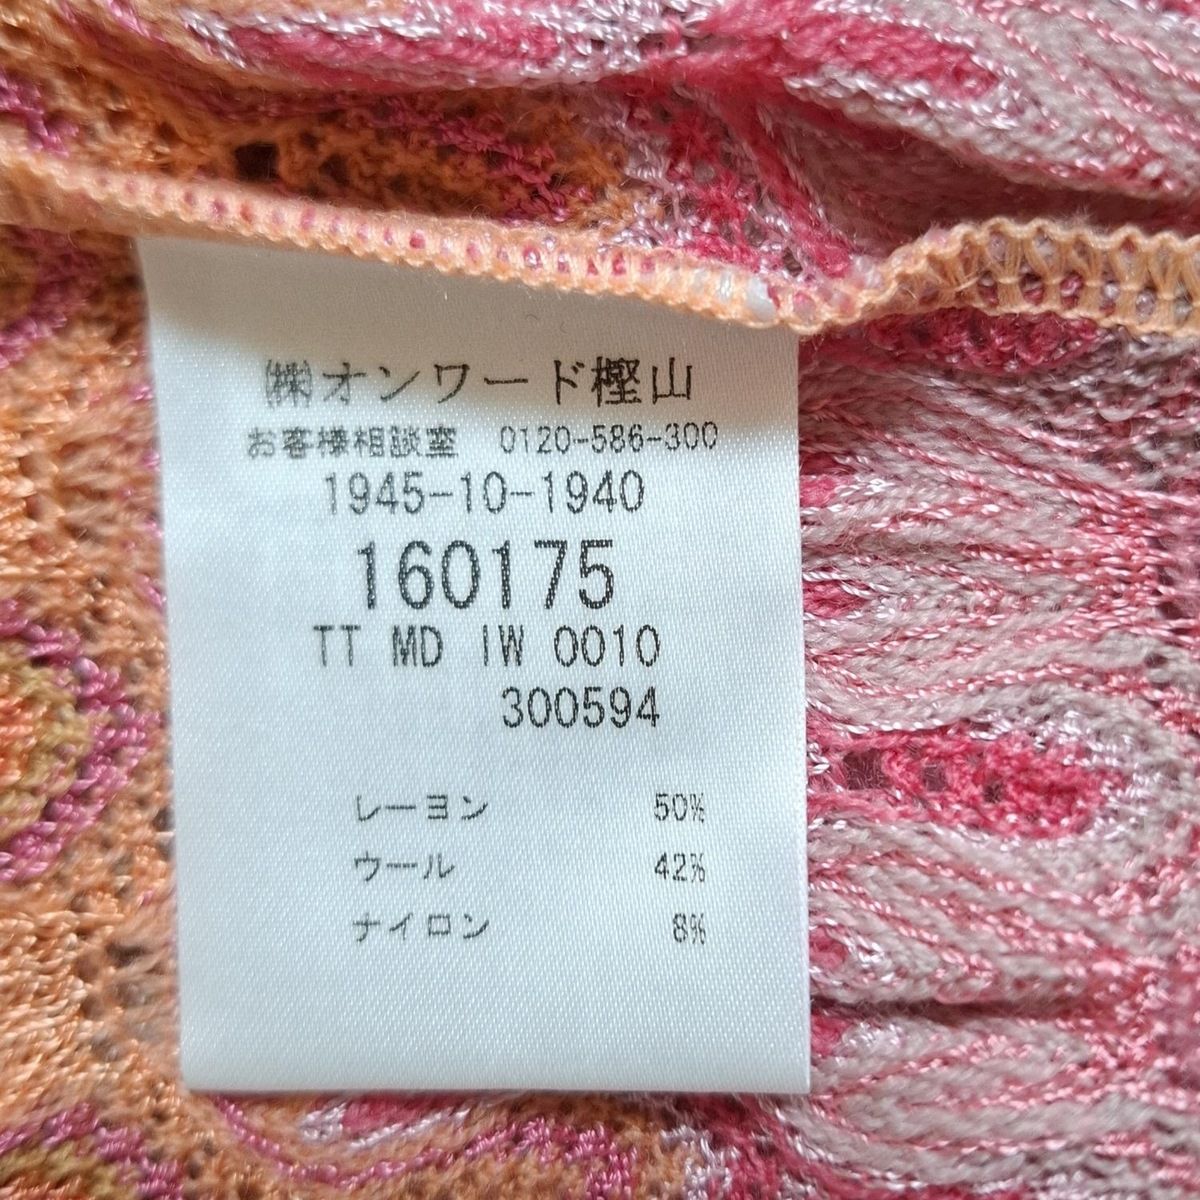 ㈱オンワード樫山
お客様相談室 0120-586-300
1945-10-1940
160175
TT MD IW 0010
300594
レーヨン 50%
ウール 42%
ナイロン 8%